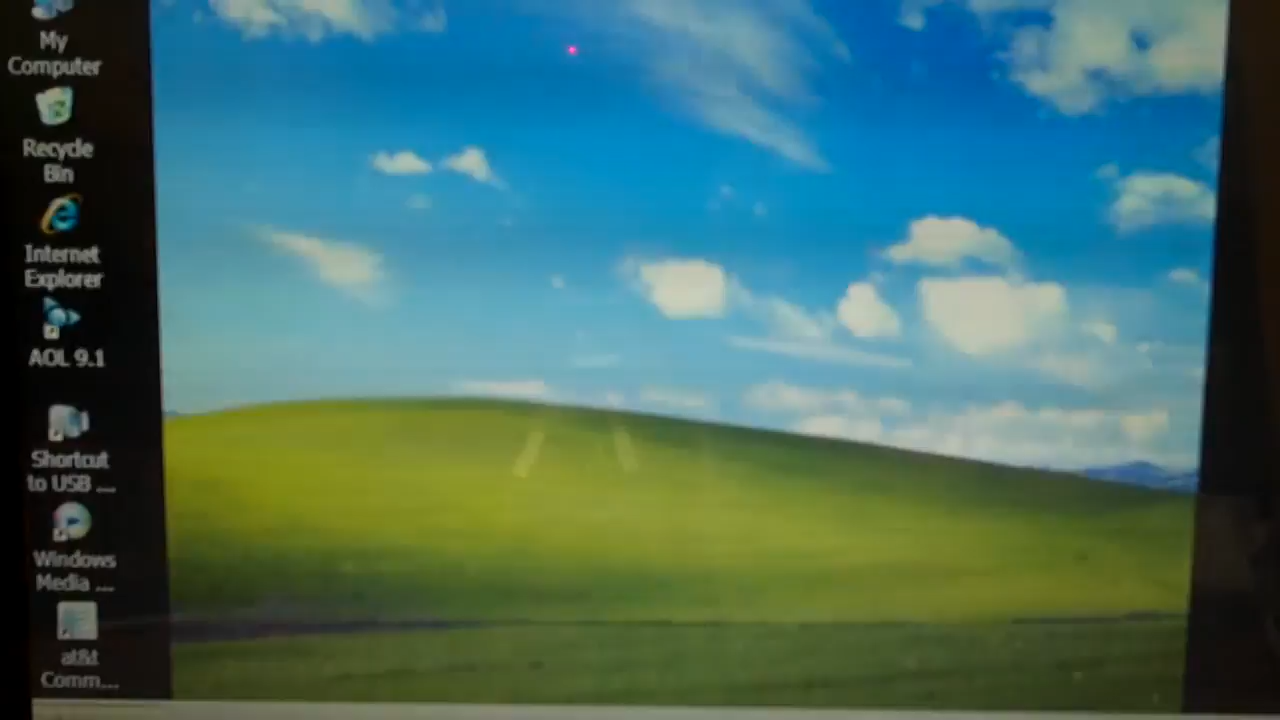 My
Computer
Recycle
Bin
Internet
Explorer
AOL 9.1
Shortcut
to USB ...
Windows
Media ...
at&t
Comm...